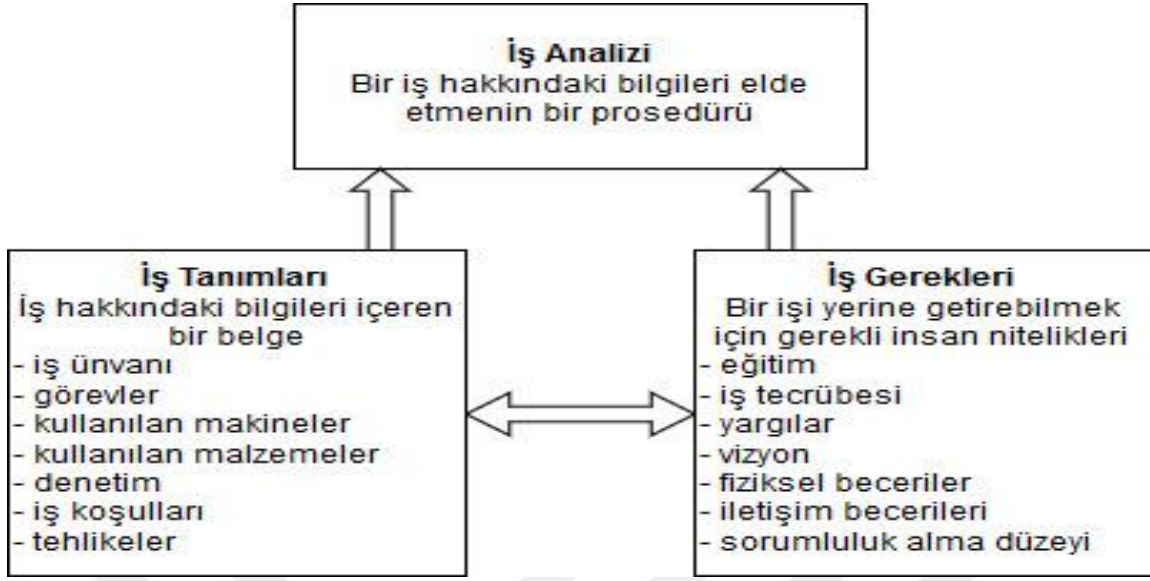 İş Analizi
Bir iş hakkındaki bilgileri elde
etmenin bir prosedürü
İş Tanımları
İş hakkındaki bilgileri içeren
bir belge
- iş ünvanı
- görevler
- kullanılan makineler
- kullanılan malzemeler
- denetim
- iş koşulları
- tehlikeler
İş Gerekleri
Bir işi yerine getirebilmek
için gerekli insan nitelikleri
- eğitim
- iş tecrübesi
- yargılar
- vizyon
- fiziksel beceriler
- iletişim becerileri
- sorumluluk alma düzeyi